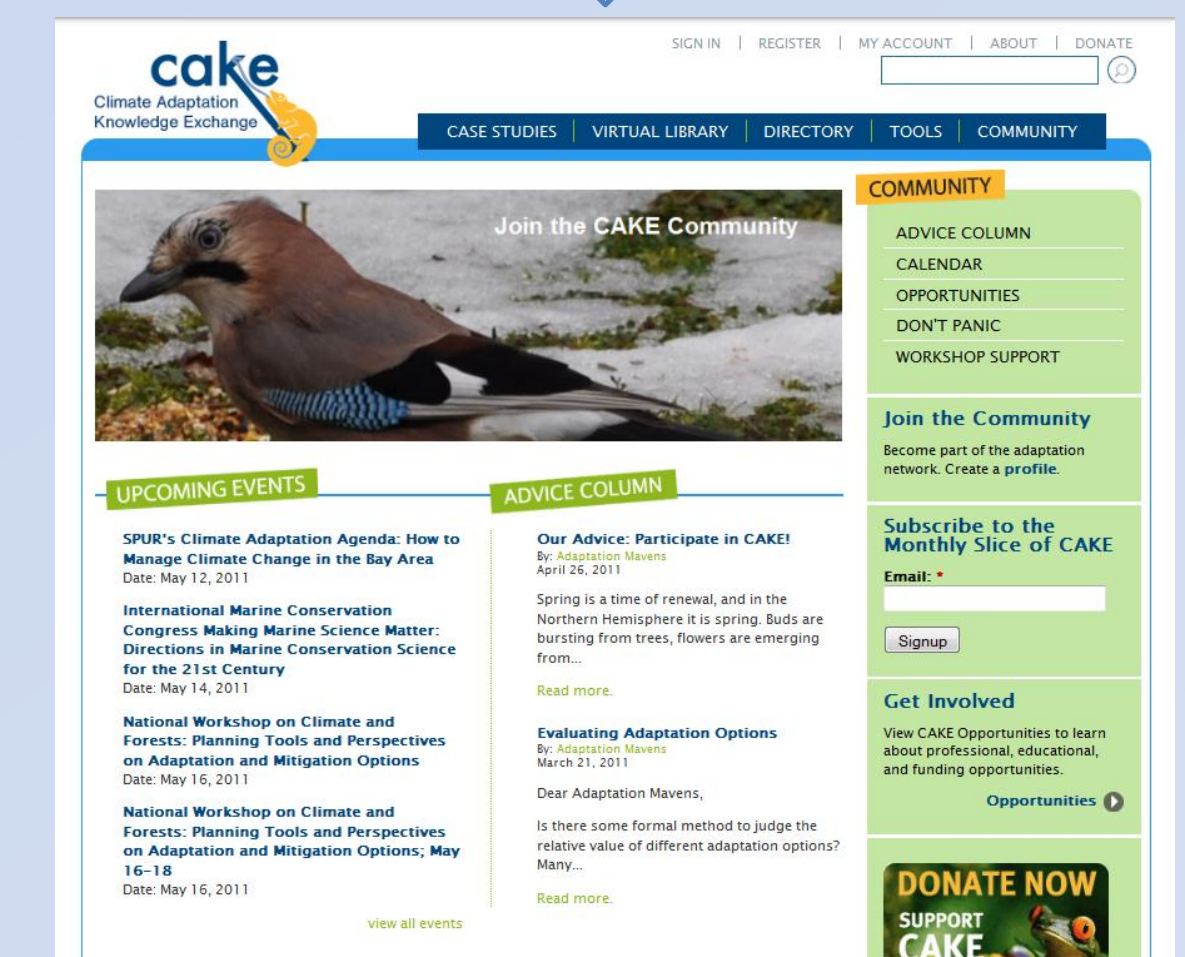 cake
Climate Adaptation
Knowledge Exchange
SIGN IN | REGISTER | MY ACCOUNT | ABOUT | DONATE
CASE STUDIES | VIRTUAL LIBRARY | DIRECTORY | TOOLS | COMMUNITY
Join the CAKE Community
UPCOMING EVENTS
SPUR's Climate Adaptation Agenda: How to
Manage Climate Change in the Bay Area
Date: May 12, 2011
International Marine Conservation
Congress Making Marine Science Matter:
Directions in Marine Conservation Science
for the 21st Century
Date: May 14, 2011
National Workshop on Climate and
Forests: Planning Tools and Perspectives
on Adaptation and Mitigation Options
Date: May 16, 2011
National Workshop on Climate and
Forests: Planning Tools and Perspectives
on Adaptation and Mitigation Options; May
16-18
Date: May 16, 2011
view all events
ADVICE COLUMN
Our Advice: Participate in CAKE!
By: Adaptation Mavens
April 26, 2011
Spring is a time of renewal, and in the
Northern Hemisphere it is spring. Buds are
bursting from trees, flowers are emerging
from...
Read more.
Evaluating Adaptation Options
By: Adaptation Mavens
March 21, 2011
Dear Adaptation Mavens,
Is there some formal method to judge the
relative value of different adaptation options?
Many...
Read more.
COMMUNITY
ADVICE COLUMN
CALENDAR
OPPORTUNITIES
DON'T PANIC
WORKSHOP SUPPORT
Join the Community
Become part of the adaptation
network. Create a profile.
Subscribe to the
Monthly Slice of CAKE
Email: *
Signup
Get Involved
View CAKE Opportunities to learn
about professional, educational,
and funding opportunities.
Opportunities
DONATE NOW
SUPPORT
CAKE